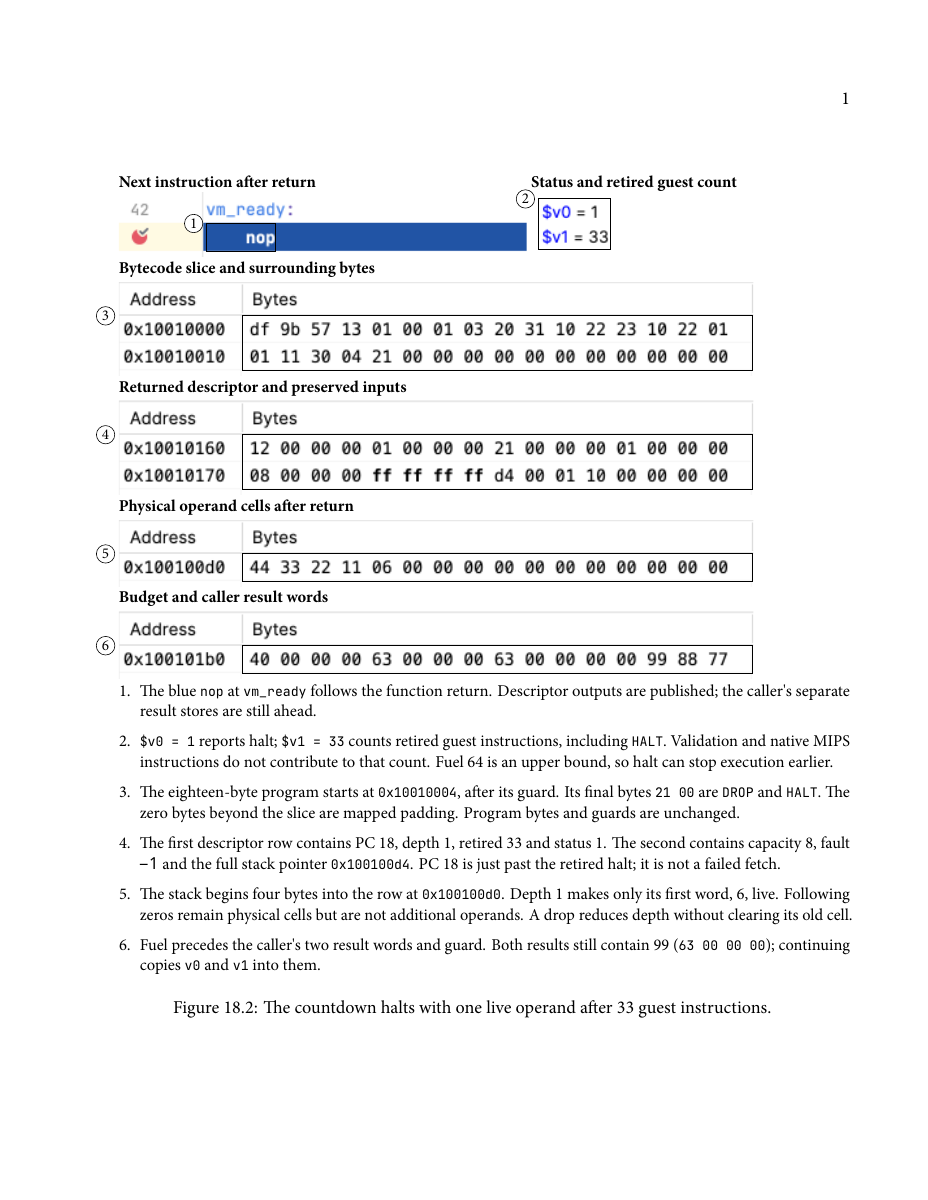 1
Next instruction after return
Status and retired guest count
42 vm_ready:
2
$v0 = 1
1
nop
$v1 = 33
Bytecode slice and surrounding bytes
Address Bytes
3
0x10010000 df 9b 57 13 01 00 01 03 20 31 10 22 23 10 22 01
0x10010010 01 11 30 04 21 00 00 00 00 00 00 00 00 00 00 00
Returned descriptor and preserved inputs
Address Bytes
4
0x10010160 12 00 00 00 01 00 00 00 21 00 00 00 01 00 00 00
0x10010170 08 00 00 00 ff ff ff ff d4 00 01 10 00 00 00 00
Physical operand cells after return
Address Bytes
5
0x100100d0 44 33 22 11 06 00 00 00 00 00 00 00 00 00 00 00
Budget and caller result words
Address Bytes
6
0x100101b0 40 00 00 00 63 00 00 00 63 00 00 00 00 99 88 77
1. The blue nop at vm_ready follows the function return. Descriptor outputs are published; the caller's separate
result stores are still ahead.
2. $v0 = 1 reports halt; $v1 = 33 counts retired guest instructions, including HALT. Validation and native MIPS
instructions do not contribute to that count. Fuel 64 is an upper bound, so halt can stop execution earlier.
3. The eighteen-byte program starts at 0x10010004, after its guard. Its final bytes 21 00 are DROP and HALT. The
zero bytes beyond the slice are mapped padding. Program bytes and guards are unchanged.
4. The first descriptor row contains PC 18, depth 1, retired 33 and status 1. The second contains capacity 8, fault
−1 and the full stack pointer 0x100100d4. PC 18 is just past the retired halt; it is not a failed fetch.
5. The stack begins four bytes into the row at 0x100100d0. Depth 1 makes only its first word, 6, live. Following
zeros remain physical cells but are not additional operands. A drop reduces depth without clearing its old cell.
6. Fuel precedes the caller's two result words and guard. Both results still contain 99 (63 00 00 00); continuing
copies v0 and v1 into them.
Figure 18.2: The countdown halts with one live operand after 33 guest instructions.